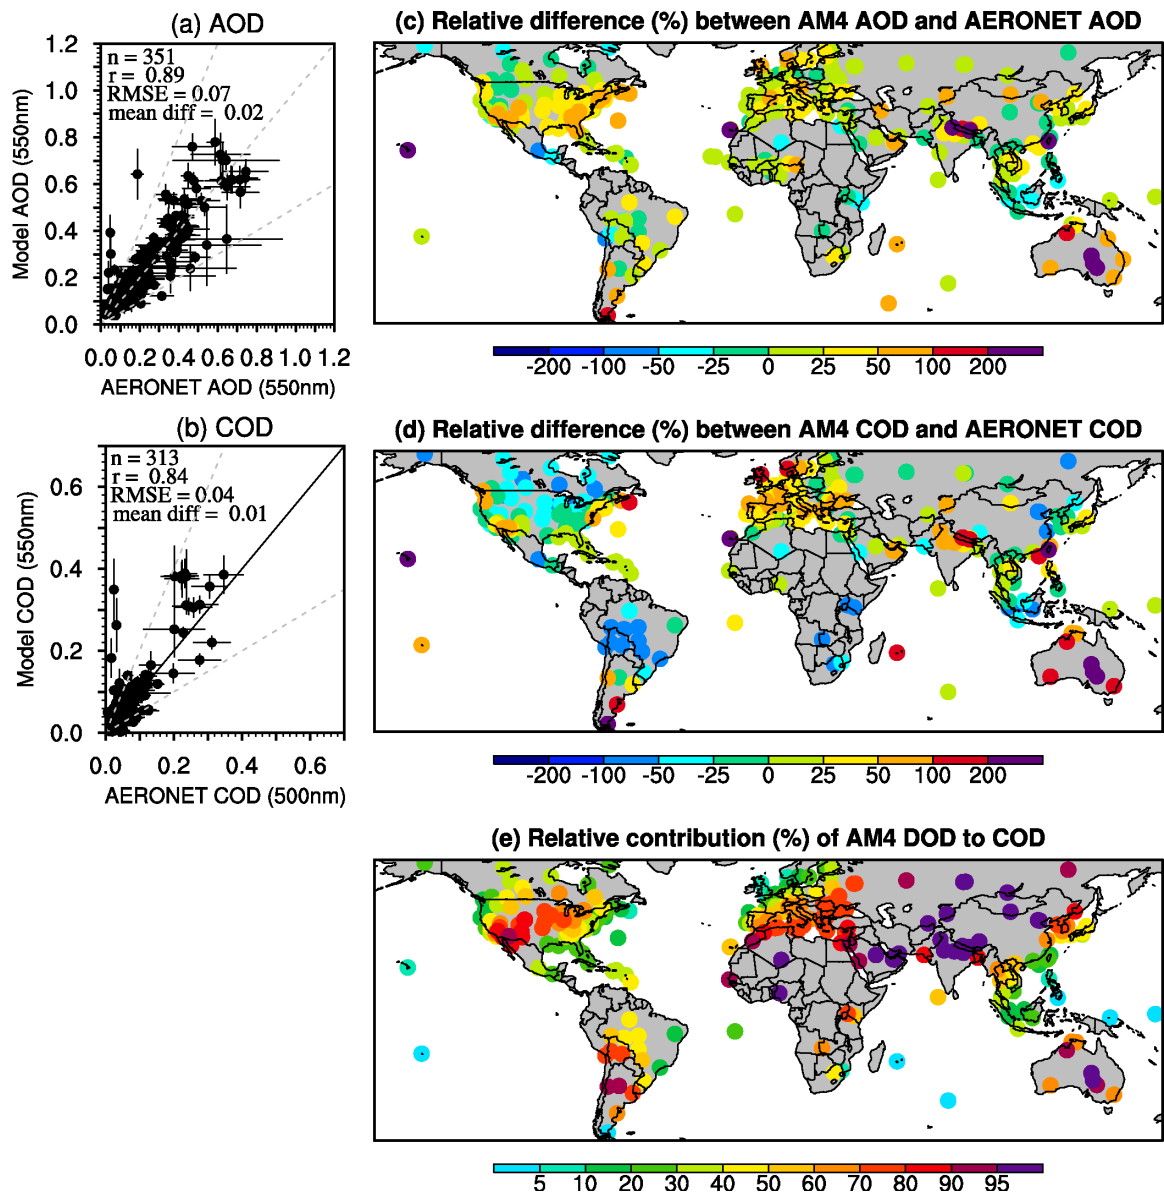 (a) AOD
n = 351
r = 0.89
RMSE = 0.07
mean diff = 0.02
Model AOD (550nm)
1.2
1.0
0.8
0.6
0.4
0.2
0.0
0.0 0.2 0.4 0.6 0.8 1.0 1.2
AERONET AOD (550nm)
(c) Relative difference (%) between AM4 AOD and AERONET AOD
-200 -100 -50 -25 0 25 50 100 200
(b) COD
n = 313
r = 0.84
RMSE = 0.04
mean diff = 0.01
Model COD (550nm)
0.6
0.4
0.2
0.0
0.0 0.2 0.4 0.6
AERONET COD (500nm)
(d) Relative difference (%) between AM4 COD and AERONET COD
-200 -100 -50 -25 0 25 50 100 200
(e) Relative contribution (%) of AM4 DOD to COD
5 10 20 30 40 50 60 70 80 90 95